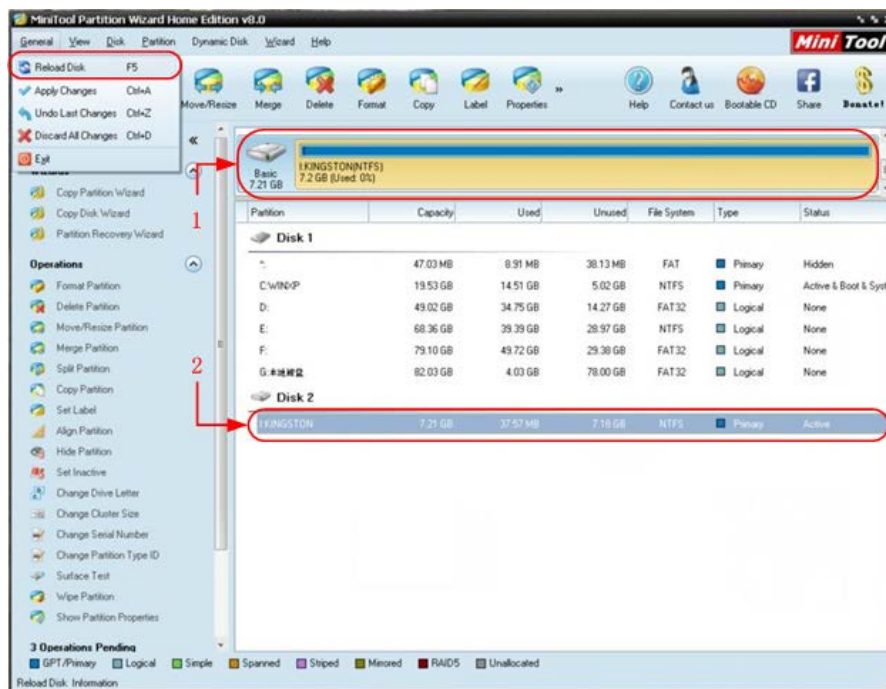 MiniTool Partition Wizard Home Edition v8.0
General View Disk Partition Dynamic Disk Wizard Help
Mini Tool
Reload Disk F5
Apply Changes Ctrl+A
Undo Last Changes Ctrl+Z
Discard All Changes Ctrl+D
Exit
Move/Resize Merge Delete Format Copy Label Properties » Help Contact us Bootable CD Share Donate!
«
Basic
7.21 GB
I:KINGSTON(NTFS)
7.2 GB (Used: 0%)
1
Wizards
Copy Partition Wizard
Copy Disk Wizard
Partition Recovery Wizard
Operations
Format Partition
Delete Partition
Move/Resize Partition
Merge Partition
Split Partition
Copy Partition
Set Label
Align Partition
Hide Partition
Set Inactive
Change Drive Letter
Change Cluster Size
Change Serial Number
Change Partition Type ID
Surface Test
Wipe Partition
Show Partition Properties
3 Operations Pending
2
Partition Capacity Used Unused File System Type Status
Disk 1
*: 47.03 MB 8.91 MB 38.13 MB FAT Primary Hidden
C:WINXP 19.53 GB 14.51 GB 5.02 GB NTFS Primary Active & Boot & Syst
D: 49.02 GB 34.75 GB 14.27 GB FAT32 Logical None
E: 68.36 GB 39.39 GB 28.97 GB NTFS Logical None
F: 79.10 GB 49.72 GB 29.38 GB FAT32 Logical None
G:本地磁盘 82.03 GB 4.03 GB 78.00 GB FAT32 Logical None
Disk 2
I:KINGSTON 7.21 GB 37.57 MB 7.18 GB NTFS Primary Active
GPT/Primary Logical Simple Spanned Striped Mirrored RAID5 Unallocated
Reload Disk Information